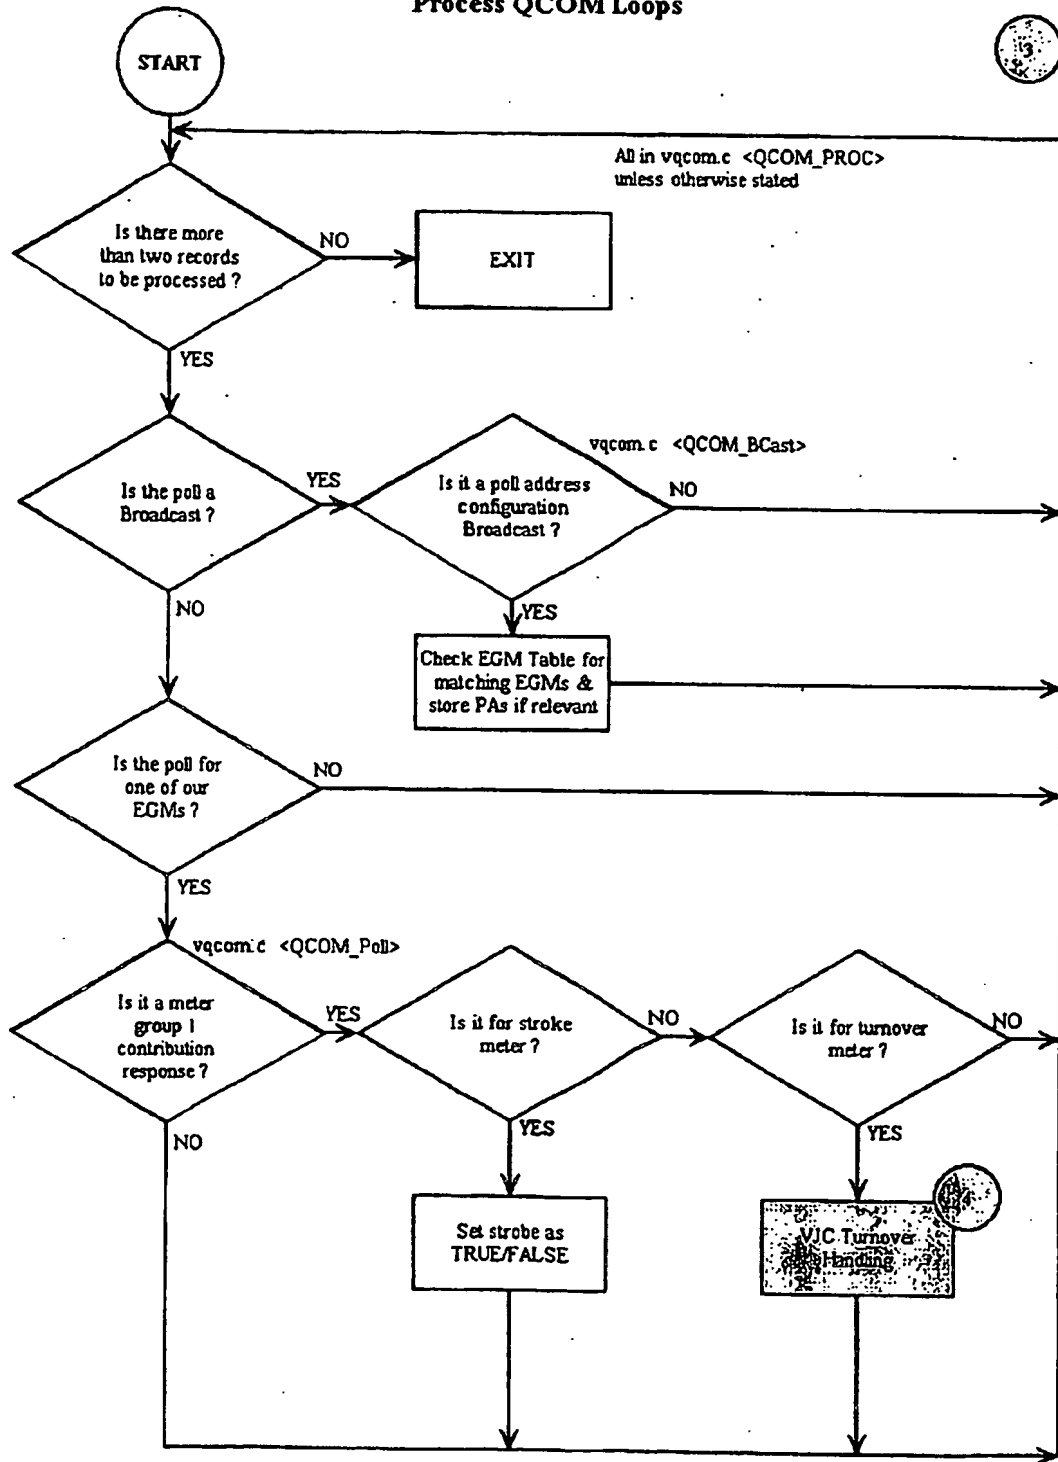 Process QCOM Loops
START
3
All in vqcom.c <QCOM_PROC>
unless otherwise stated
Is there more
than two records
to be processed ?
NO
EXIT
YES
vqcom.c <QCOM_BCast>
Is the poll a
Broadcast ?
YES
Is it a poll address
configuration
Broadcast ?
NO
NO
YES
Check EGM Table for
matching EGMs &
store PAs if relevant
Is the poll for
one of our
EGMs ?
NO
YES
vqcom.c <QCOM_Poll>
Is it a meter
group 1
contribution
response ?
YES
Is it for stroke
meter ?
NO
Is it for turnover
meter ?
NO
NO
YES
YES
Set strobe as
TRUE/FALSE
VJC Turnover
Handling